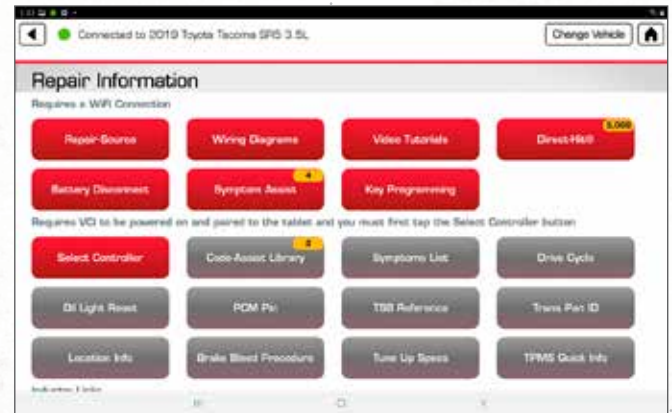 Connected to 2019 Toyota Tacoma SR5 3.5L
Change Vehicle
Repair Information
Requires a WiFi Connection
Repair-Source
Wiring Diagrams
Video Tutorials
Direct-Hit®
5,000
Battery Disconnect
Symptom Assist
4
Key Programming
Requires VCI to be powered on and paired to the tablet and you must first tap the Select Controller button
Select Controller
Code-Assist Library
Symptoms List
Drive Cycle
Oil Light Reset
PCM Pin
TSB Reference
Trans Pan ID
Location Info
Brake Bleed Procedure
Tune Up Specs
TPMS Quick Info